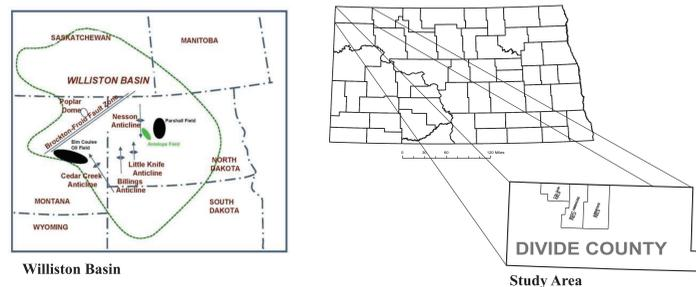 SASKATCHEWAN
MANITOBA
WILLISTON BASIN
Poplar
Dome
Brockton-Froid Fault Zone
Nesson
Anticline
Parshall Field
Antelope Field
Elm Coulee
Oil Field
Little Knife
Anticline
NORTH
DAKOTA
Cedar Creek
Anticline
Billings
Anticline
MONTANA
SOUTH
DAKOTA
WYOMING
Williston Basin
0 30 60 120 Miles
DIVIDE COUNTY
Study Area